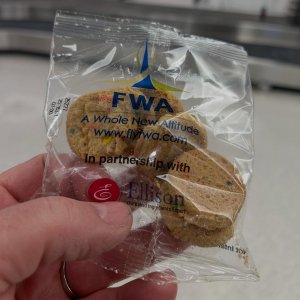 FWA
A Whole New Altitude
www.flyfwa.com
In partnership with
Ellison